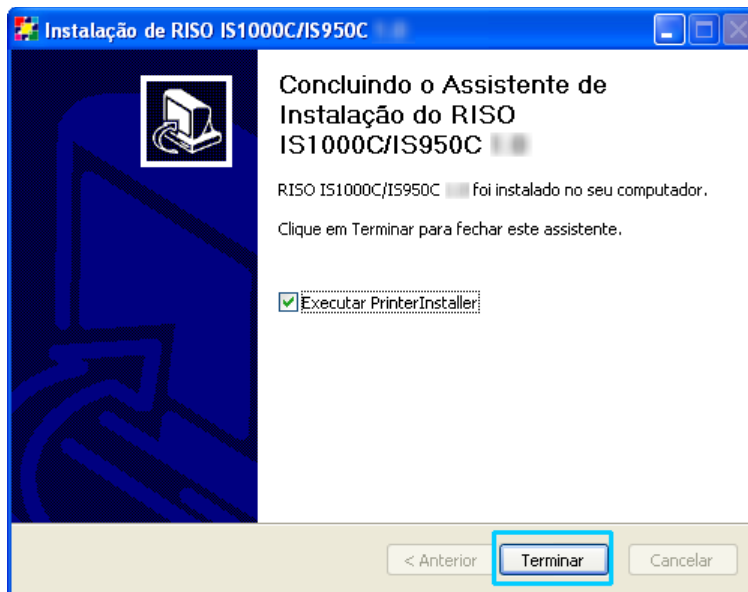 Instalação de RISO IS1000C/IS950C
Concluindo o Assistente de
Instalação do RISO
IS1000C/IS950C
RISO IS1000C/IS950C foi instalado no seu computador.
Clique em Terminar para fechar este assistente.
Executar PrinterInstaller
< Anterior
Terminar
Cancelar